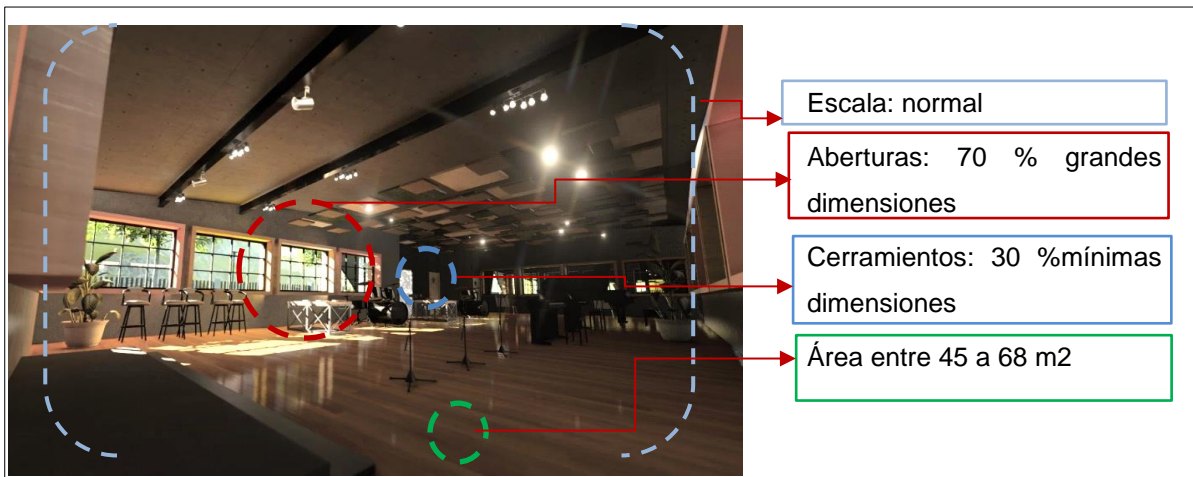 Escala: normal
Aberturas: 70 % grandes
dimensiones
Cerramientos: 30 %mínimas
dimensiones
Área entre 45 a 68 m2